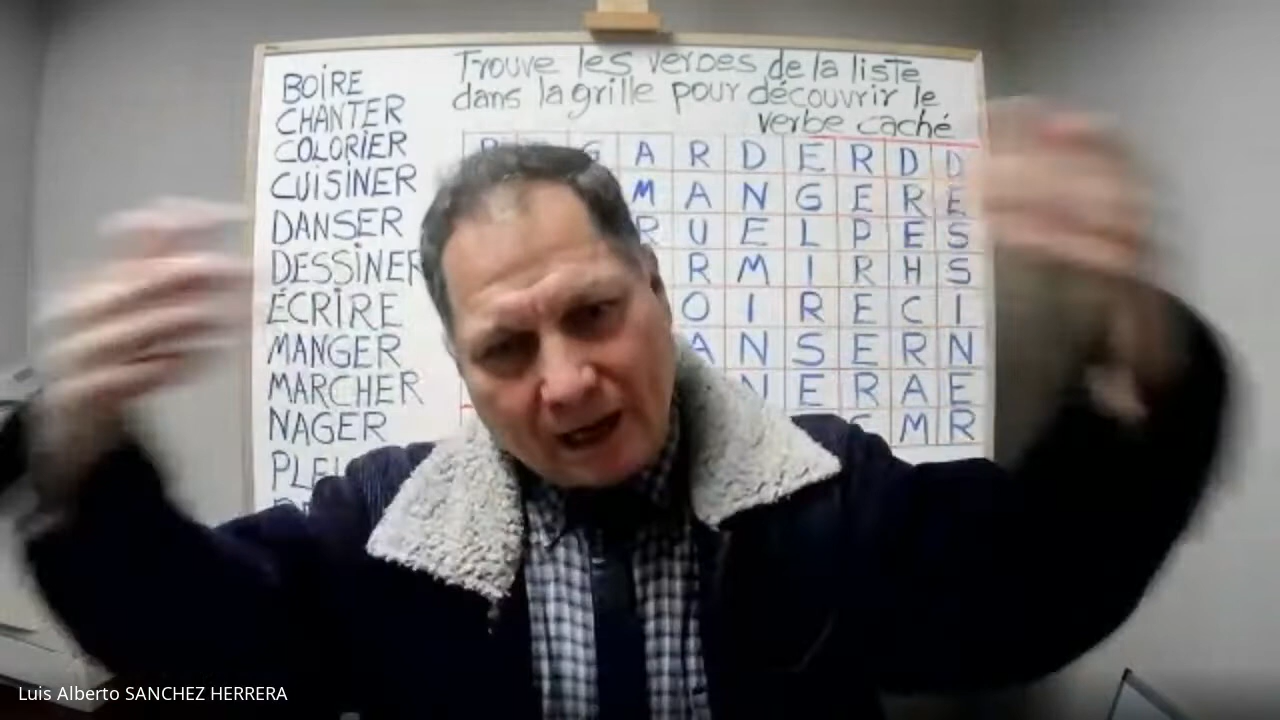 Trouve les verbes de la liste
dans la grille pour découvrir le
verbe caché
BOIRE
CHANTER
COLORIER
CUISINER
DANSER
DESSINER
ÉCRIRE
MANGER
MARCHER
NAGER
G A R D E R D D
M A N G E R E
R U E L P E S
R M I R H S
O I R E C I
A N S E R N
N E R A E
M R
Luis Alberto SANCHEZ HERRERA